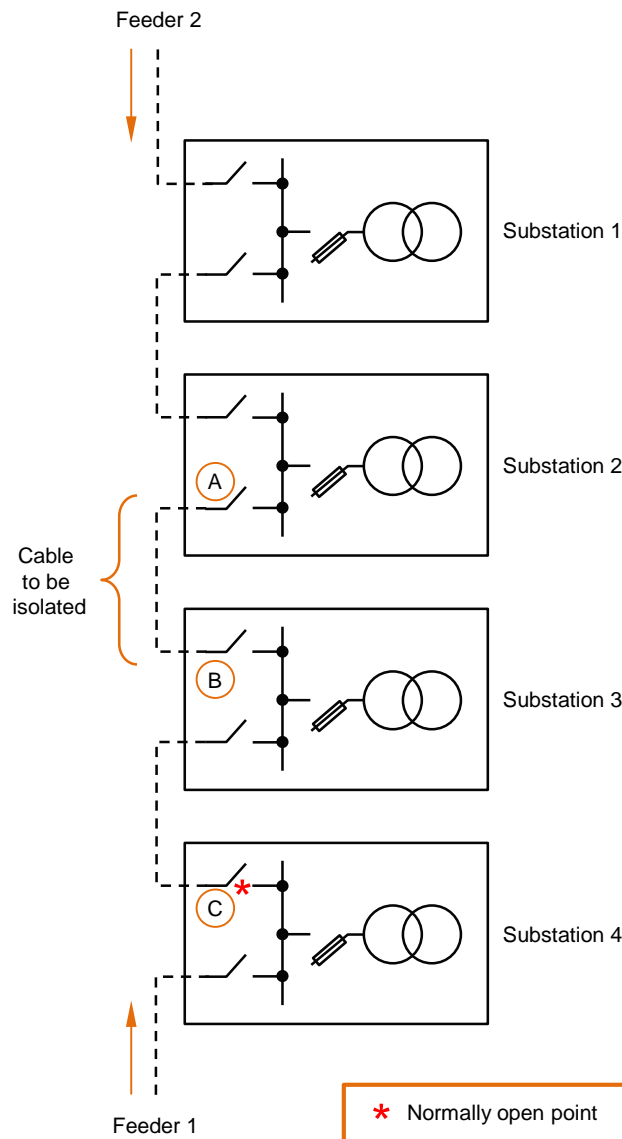 Feeder 2
Substation 1
Substation 2
A
Cable
to be
isolated
B
Substation 3
C
Substation 4
Feeder 1
* Normally open point